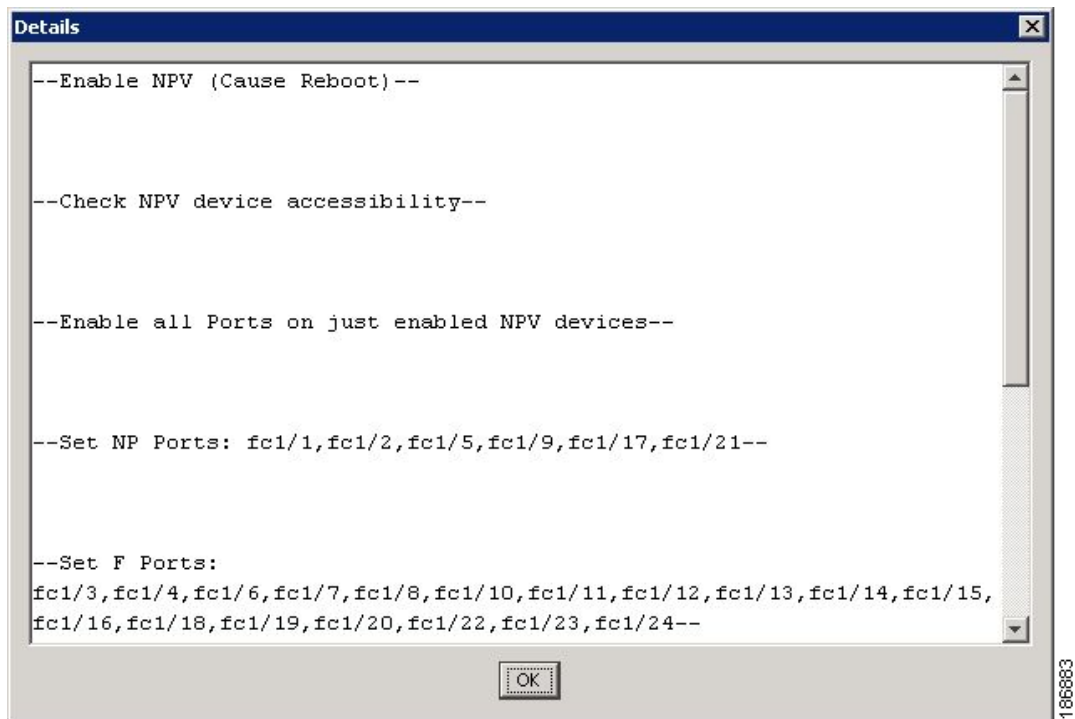 Details
--Enable NPV (Cause Reboot)--
--Check NPV device accessibility--
--Enable all Ports on just enabled NPV devices--
--Set NP Ports: fc1/1,fc1/2,fc1/5,fc1/9,fc1/17,fc1/21--
--Set F Ports:
fc1/3,fc1/4,fc1/6,fc1/7,fc1/8,fc1/10,fc1/11,fc1/12,fc1/13,fc1/14,fc1/15,
fc1/16,fc1/18,fc1/19,fc1/20,fc1/22,fc1/23,fc1/24--
OK
186883